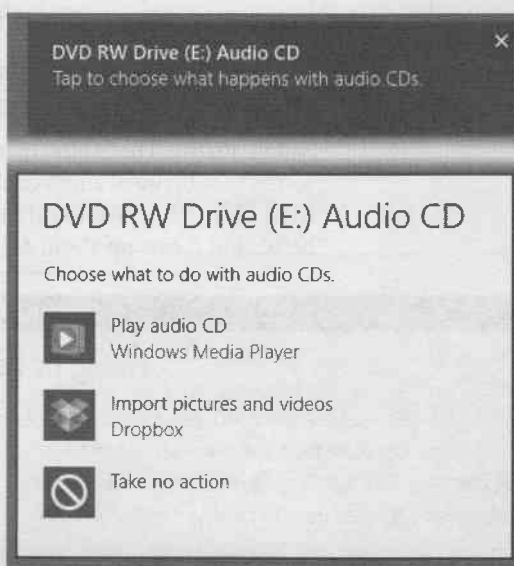 DVD RW Drive (E:) Audio CD
Tap to choose what happens with audio CDs.
DVD RW Drive (E:) Audio CD
Choose what to do with audio CDs.
Play audio CD
Windows Media Player
Import pictures and videos
Dropbox
Take no action